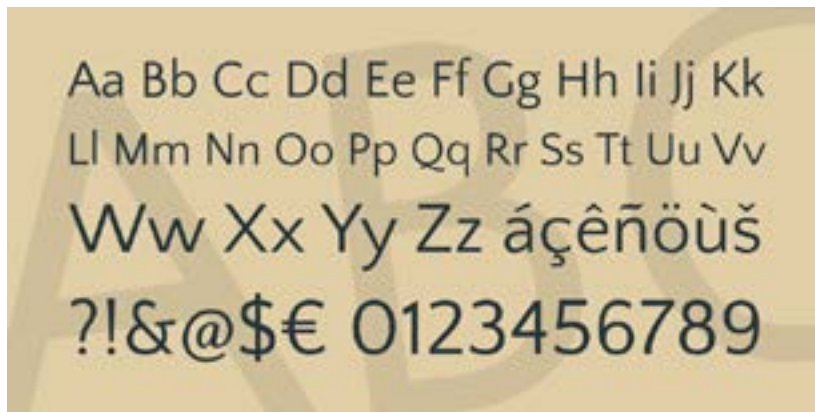 Aa Bb Cc Dd Ee Ff Gg Hh Ii Jj Kk
Ll Mm Nn Oo Pp Qq Rr Ss Tt Uu Vv
Ww Xx Yy Zz áçêñöùš
?!&@$€ 0123456789
ABC